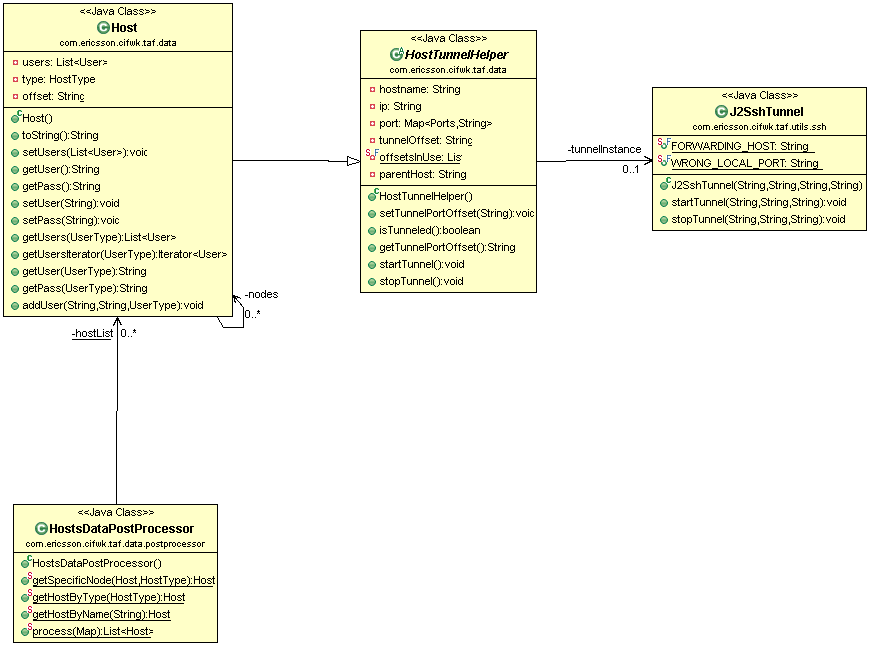 <<Java Class>>
Host
com.ericsson.cifwk.taf.data
users: List<User>
type: HostType
offset: String
Host()
toString():String
setUsers(List<User>):void
getUser():String
getPass():String
setUser(String):void
setPass(String):void
getUsers(UserType):List<User>
getUsersIterator(UserType):Iterator<User>
getUser(UserType):String
getPass(UserType):String
addUser(String,String,UserType):void
-nodes
0..*
-hostList 0..*
<<Java Class>>
HostTunnelHelper
com.ericsson.cifwk.taf.data
hostname: String
ip: String
port: Map<Ports,String>
tunnelOffset: String
offsetsInUse: List
parentHost: String
HostTunnelHelper()
setTunnelPortOffset(String):void
isTunneled():boolean
getTunnelPortOffset():String
startTunnel():void
stopTunnel():void
-tunnelInstance
0..1
<<Java Class>>
J2SshTunnel
com.ericsson.cifwk.taf.utils.ssh
FORWARDING_HOST: String
WRONG_LOCAL_PORT: String
J2SshTunnel(String,String,String,String)
startTunnel(String,String,String):void
stopTunnel(String,String,String):void
<<Java Class>>
HostsDataPostProcessor
com.ericsson.cifwk.taf.data.postprocessor
HostsDataPostProcessor()
getSpecificNode(Host,HostType):Host
getHostByType(HostType):Host
getHostByName(String):Host
process(Map):List<Host>